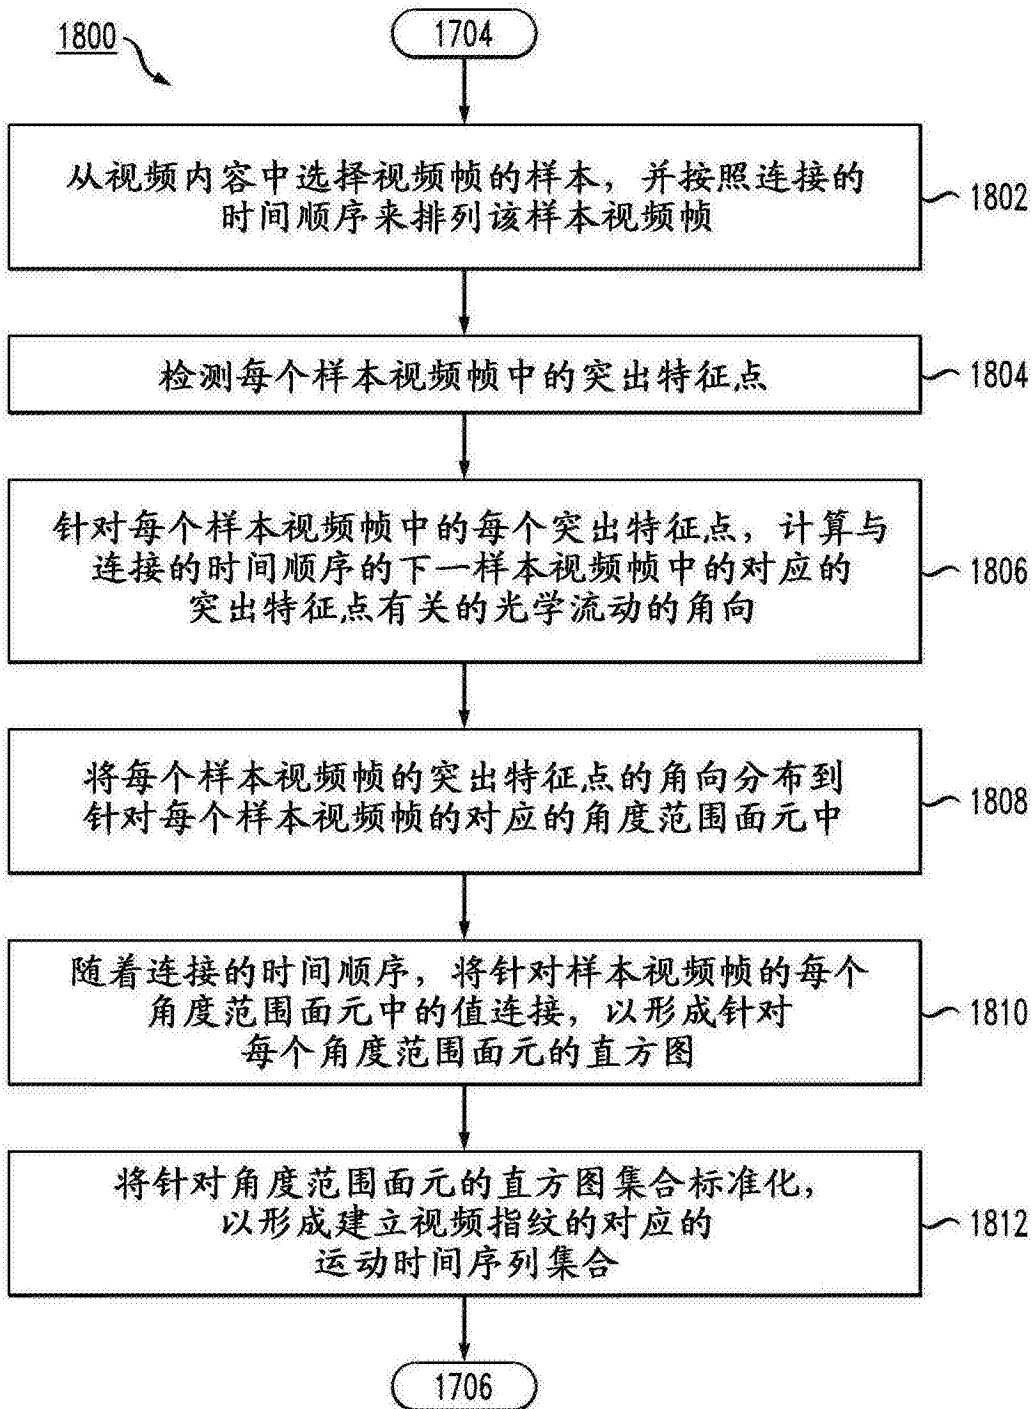 1800
1704
从视频内容中选择视频帧的样本，并按照连接的
时间顺序来排列该样本视频帧
1802
检测每个样本视频帧中的突出特征点
1804
针对每个样本视频帧中的每个突出特征点，计算与
连接的时间顺序的下一样本视频帧中的对应的
突出特征点有关的光学流动的角向
1806
将每个样本视频帧的突出特征点的角向分布到
针对每个样本视频帧的对应的角度范围面元中
1808
随着连接的时间顺序，将针对样本视频帧的每个
角度范围面元中的值连接，以形成针对
每个角度范围面元的直方图
1810
将针对角度范围面元的直方图集合标准化，
以形成建立视频指纹的对应的
运动时间序列集合
1812
1706